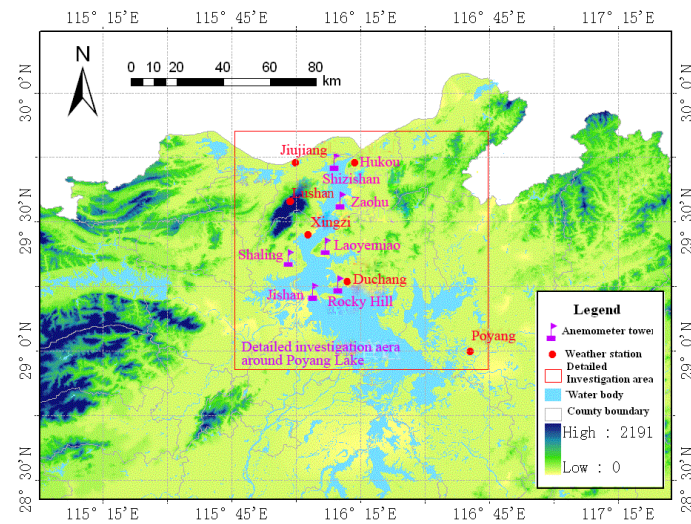 115° 15'E 115° 45'E 116° 15'E 116° 45'E 117° 15'E
30° 0'N
29° 30'N
29° 0'N
28° 30'N
N
0 10 20 40 60 80
km
Jiujiang
Hukou
Shizishan
Lushan
Zaohu
Xingzi
Laoyemiao
Shaling
Duchang
Jishan
Rocky Hill
Poyang
Detailed investigation aera
around Poyang Lake
Legend
Anemometer tower
Weather station
Detailed
Investigation area
Water body
County boundary
High : 2191
Low : 0
30° 0'N
29° 30'N
29° 0'N
28° 30'N
115° 15'E 115° 45'E 116° 15'E 116° 45'E 117° 15'E